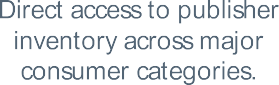 Direct access to publisher
inventory across major
consumer categories.